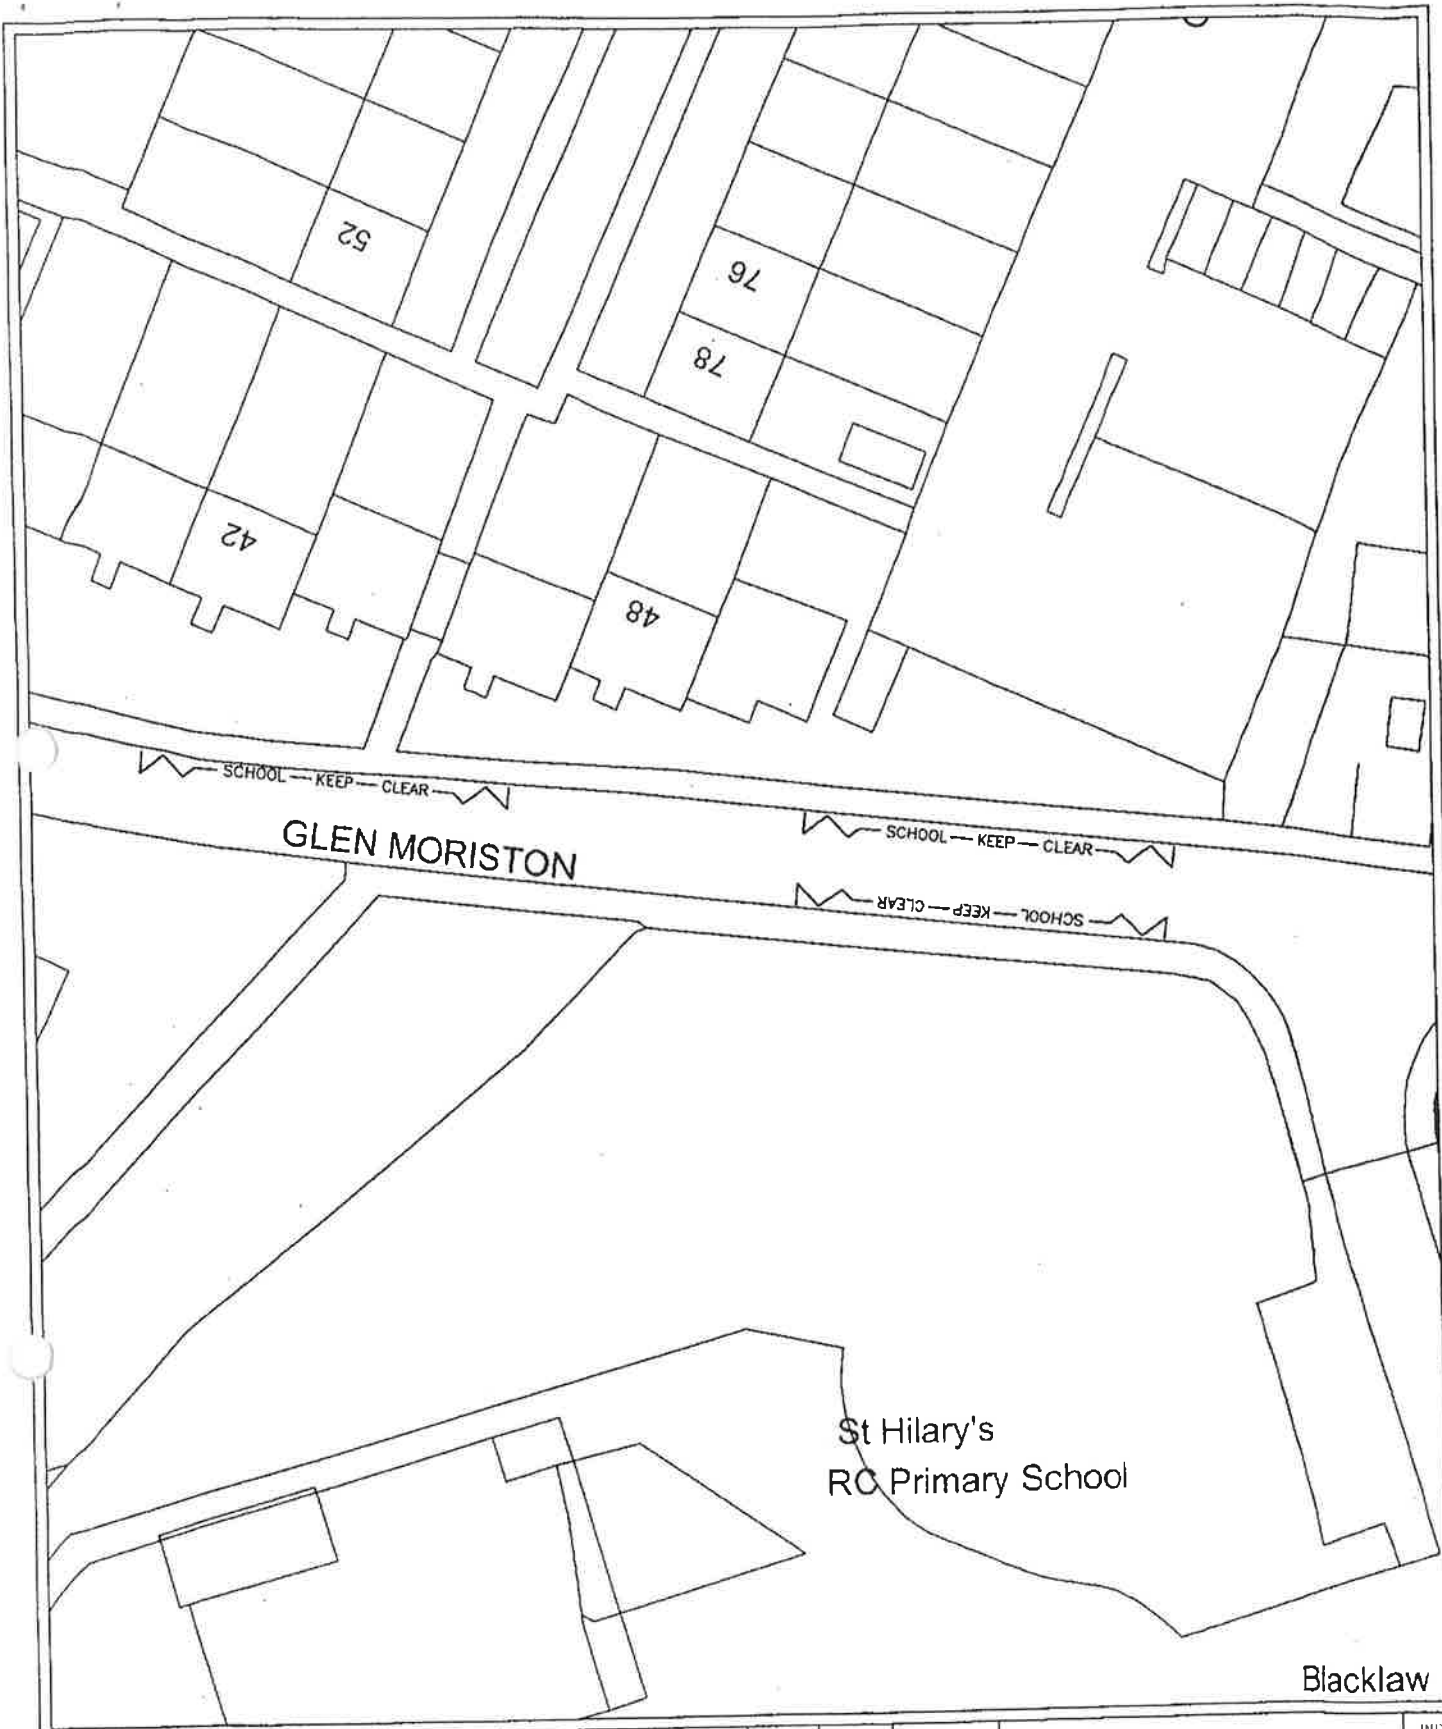 52
76
78
42
48
SCHOOL — KEEP — CLEAR
GLEN MORISTON
SCHOOL — KEEP — CLEAR
SCHOOL — KEEP — CLEAR
St Hilary's
RC Primary School
Blacklaw